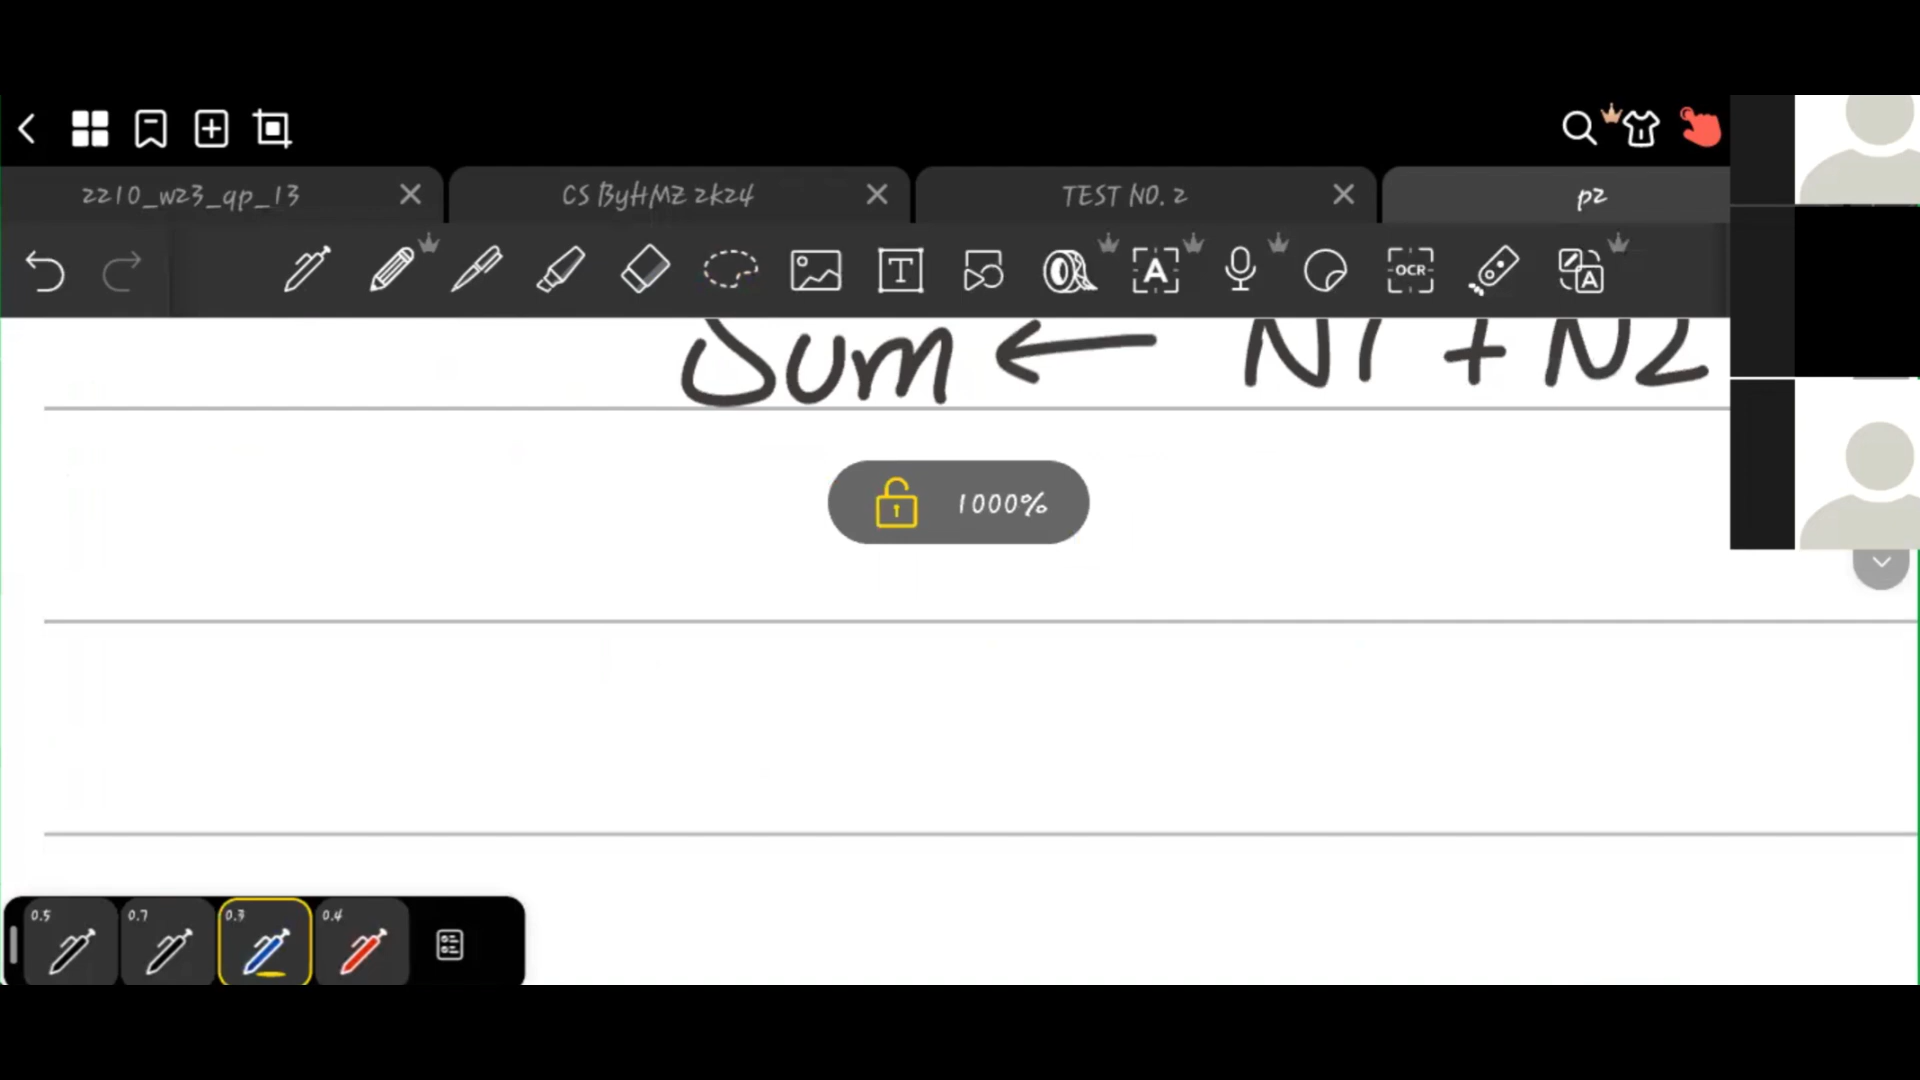 2210_w23_qp_13
CS ByHMZ 2k24
TEST NO. 2
p2
T
A
OCR
A
Sum ← N1 + N2
1000%
0.5
0.7
0.3
0.4